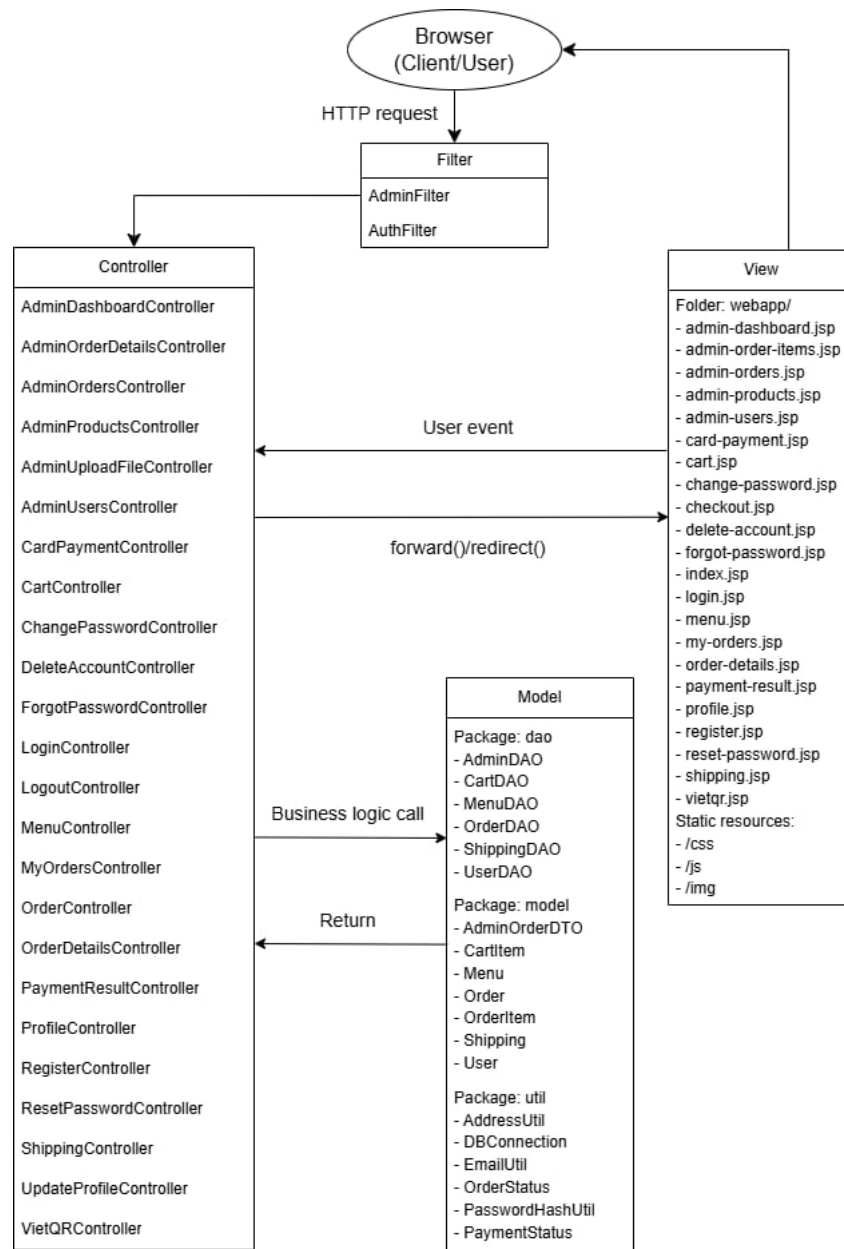 Browser
(Client/User)
HTTP request
Filter
AdminFilter
AuthFilter
Controller
AdminDashboardController
AdminOrderDetailsController
AdminOrdersController
AdminProductsController
AdminUploadFileController
AdminUsersController
CardPaymentController
CartController
ChangePasswordController
DeleteAccountController
ForgotPasswordController
LoginController
LogoutController
MenuController
MyOrdersController
OrderController
OrderDetailsController
PaymentResultController
ProfileController
RegisterController
ResetPasswordController
ShippingController
UpdateProfileController
VietQRController
User event
forward()/redirect()
Business logic call
Return
Model
Package: dao
- AdminDAO
- CartDAO
- MenuDAO
- OrderDAO
- ShippingDAO
- UserDAO
Package: model
- AdminOrderDTO
- CartItem
- Menu
- Order
- OrderItem
- Shipping
- User
Package: util
- AddressUtil
- DBConnection
- EmailUtil
- OrderStatus
- PasswordHashUtil
- PaymentStatus
View
Folder: webapp/
- admin-dashboard.jsp
- admin-order-items.jsp
- admin-orders.jsp
- admin-products.jsp
- admin-users.jsp
- card-payment.jsp
- cart.jsp
- change-password.jsp
- checkout.jsp
- delete-account.jsp
- forgot-password.jsp
- index.jsp
- login.jsp
- menu.jsp
- my-orders.jsp
- order-details.jsp
- payment-result.jsp
- profile.jsp
- register.jsp
- reset-password.jsp
- shipping.jsp
- vietqr.jsp
Static resources:
- /css
- /js
- /img